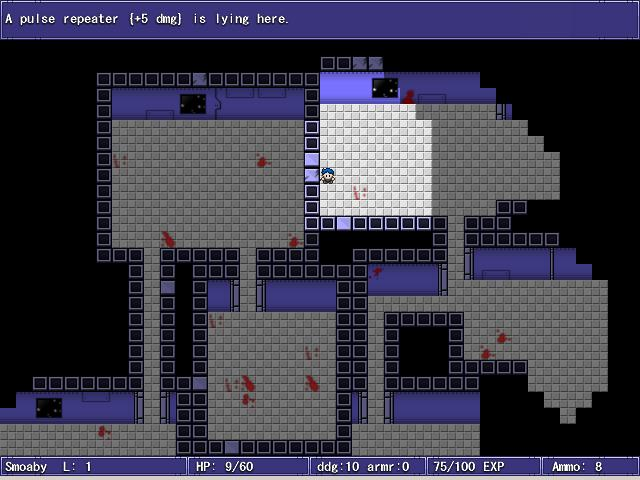 A pulse repeater {+5 dmg} is lying here.
Smoaby L: 1 HP: 9/60 ddg:10 armr:0 75/100 EXP Ammo: 8